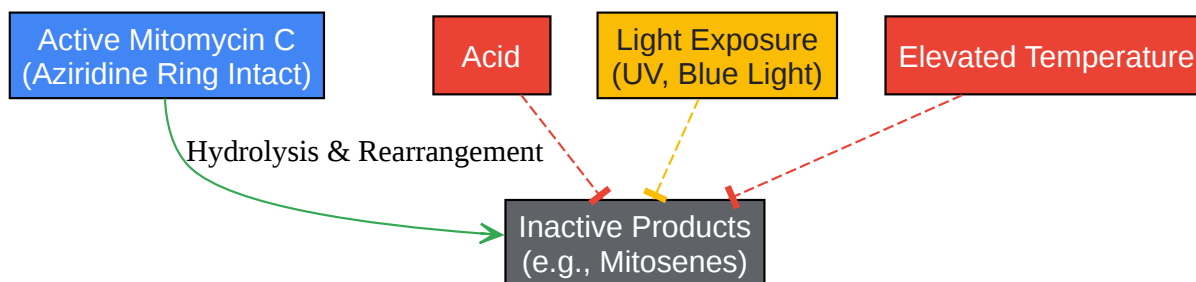 Active Mitomycin C
(Aziridine Ring Intact)
Acid
Light Exposure
(UV, Blue Light)
Elevated Temperature
Hydrolysis & Rearrangement
Inactive Products
(e.g., Mitosenes)